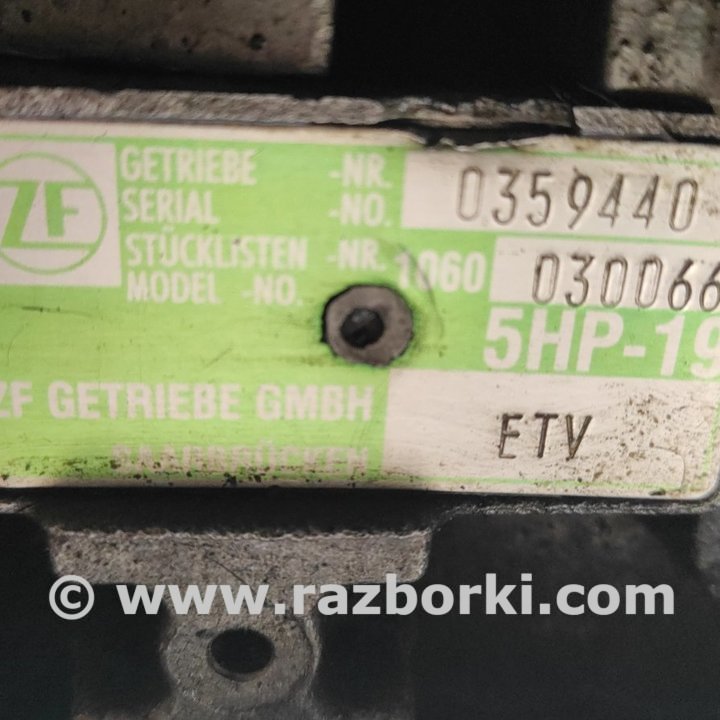 ZF
GETRIEBE -NR. 0359440
SERIAL -NO.
STÜCKLISTEN -NR. 1060 030066
MODEL -NO.
5HP-19
ZF GETRIEBE GMBH ETV
SAARBRÜCKEN
© www.razborki.com